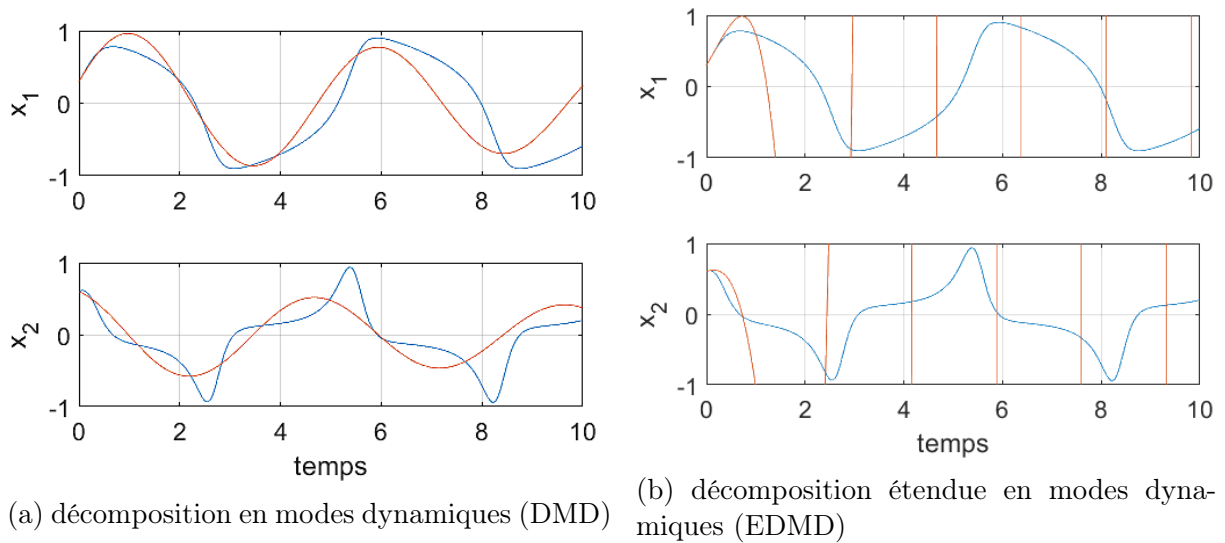 x1
1
0
-1
0 2 4 6 8 10
x2
1
0
-1
0 2 4 6 8 10
temps
(a) décomposition en modes dynamiques (DMD)
x1
1
0
-1
0 2 4 6 8 10
x2
1
0
-1
0 2 4 6 8 10
temps
(b) décomposition étendue en modes dyna-
miques (EDMD)